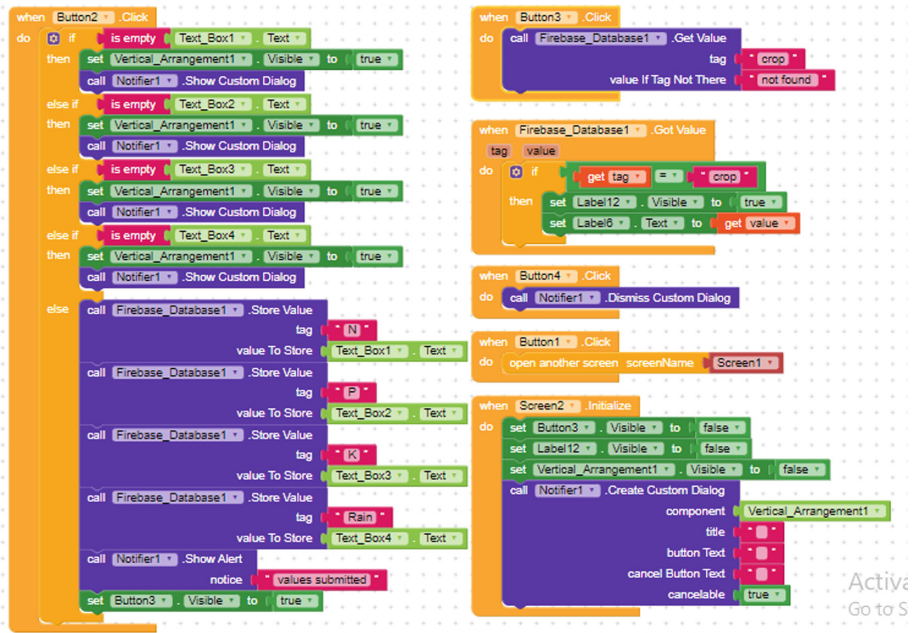 when Button2 .Click
do if is empty Text_Box1 . Text
then set Vertical_Arrangement1 . Visible to true
call Notifier1 .Show Custom Dialog
else if is empty Text_Box2 . Text
then set Vertical_Arrangement1 . Visible to true
call Notifier1 .Show Custom Dialog
else if is empty Text_Box3 . Text
then set Vertical_Arrangement1 . Visible to true
call Notifier1 .Show Custom Dialog
else if is empty Text_Box4 . Text
then set Vertical_Arrangement1 . Visible to true
call Notifier1 .Show Custom Dialog
else call Firebase_Database1 .Store Value
tag " N "
value To Store Text_Box1 . Text
call Firebase_Database1 .Store Value
tag " P "
value To Store Text_Box2 . Text
call Firebase_Database1 .Store Value
tag " K "
value To Store Text_Box3 . Text
call Firebase_Database1 .Store Value
tag " Rain "
value To Store Text_Box4 . Text
call Notifier1 .Show Alert
notice " values submitted "
set Button3 . Visible to true
when Button3 .Click
do call Firebase_Database1 .Get Value
tag " crop "
value If Tag Not There " not found "
when Firebase_Database1 .Got Value
tag value
do if get tag = " crop "
then set Label12 . Visible to true
set Label6 . Text to get value
when Button4 .Click
do call Notifier1 .Dismiss Custom Dialog
when Button1 .Click
do open another screen screenName Screen1
when Screen2 .Initialize
do set Button3 . Visible to false
set Label12 . Visible to false
set Vertical_Arrangement1 . Visible to false
call Notifier1 .Create Custom Dialog
component Vertical_Arrangement1
title " "
button Text " "
cancel Button Text " "
cancelable true
Activa
Go to S